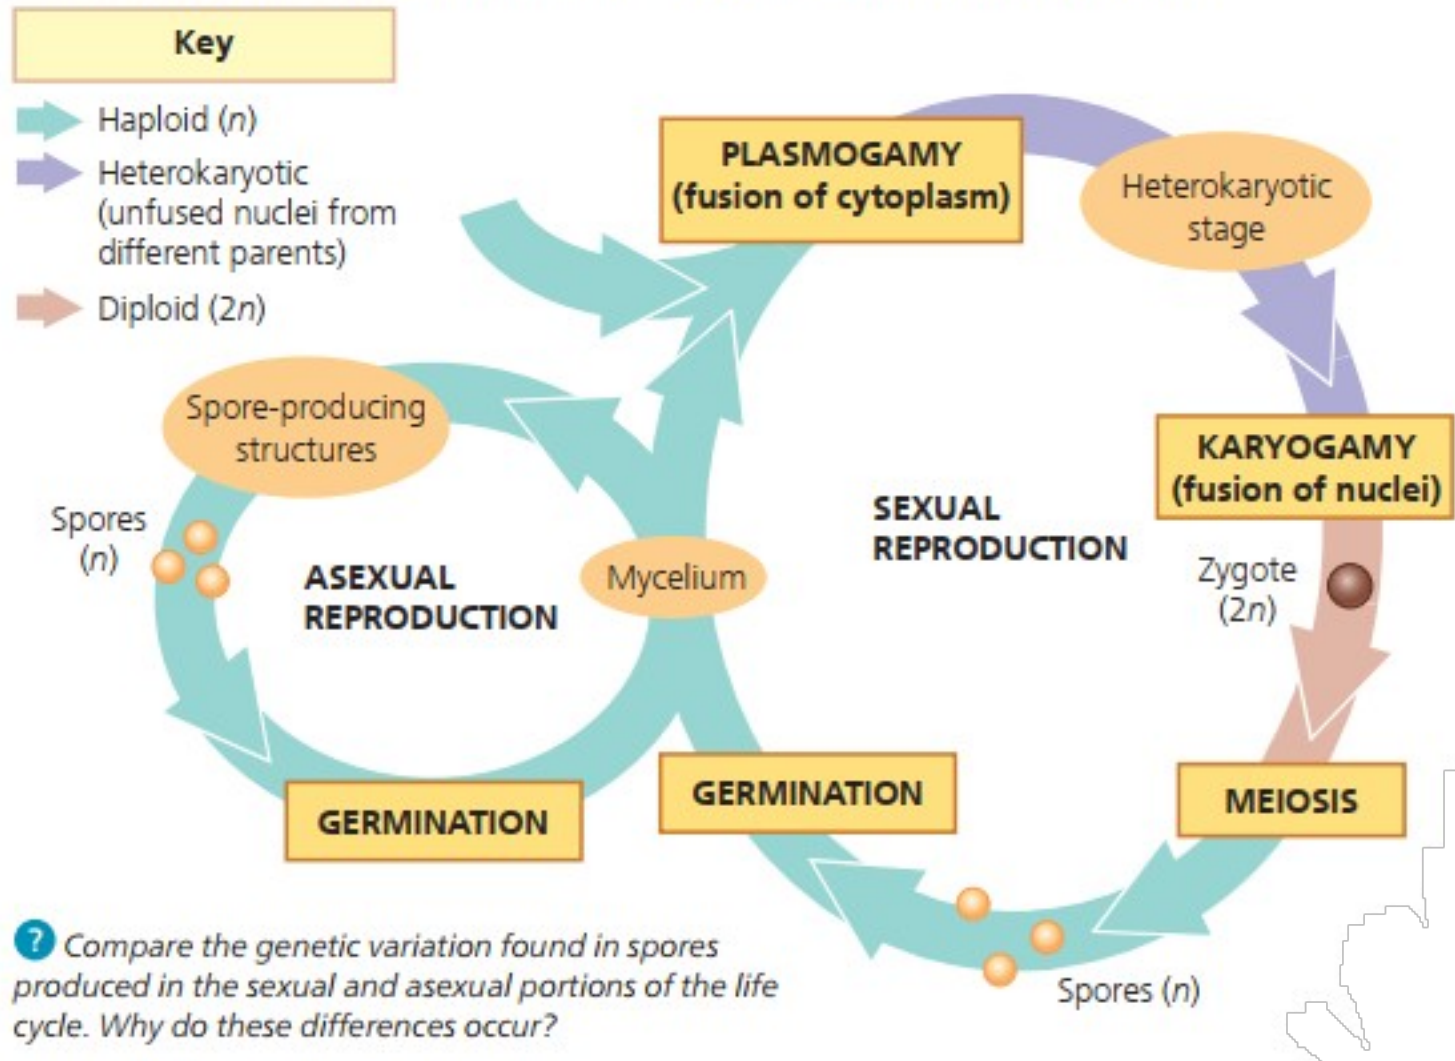 Key
Haploid (n)
Heterokaryotic
(unfused nuclei from
different parents)
Diploid (2n)
PLASMOGAMY
(fusion of cytoplasm)
Heterokaryotic
stage
KARYOGAMY
(fusion of nuclei)
Zygote
(2n)
MEIOSIS
Spores (n)
GERMINATION
SEXUAL
REPRODUCTION
Mycelium
Spore-producing
structures
Spores
(n)
ASEXUAL
REPRODUCTION
GERMINATION
? Compare the genetic variation found in spores
produced in the sexual and asexual portions of the life
cycle. Why do these differences occur?